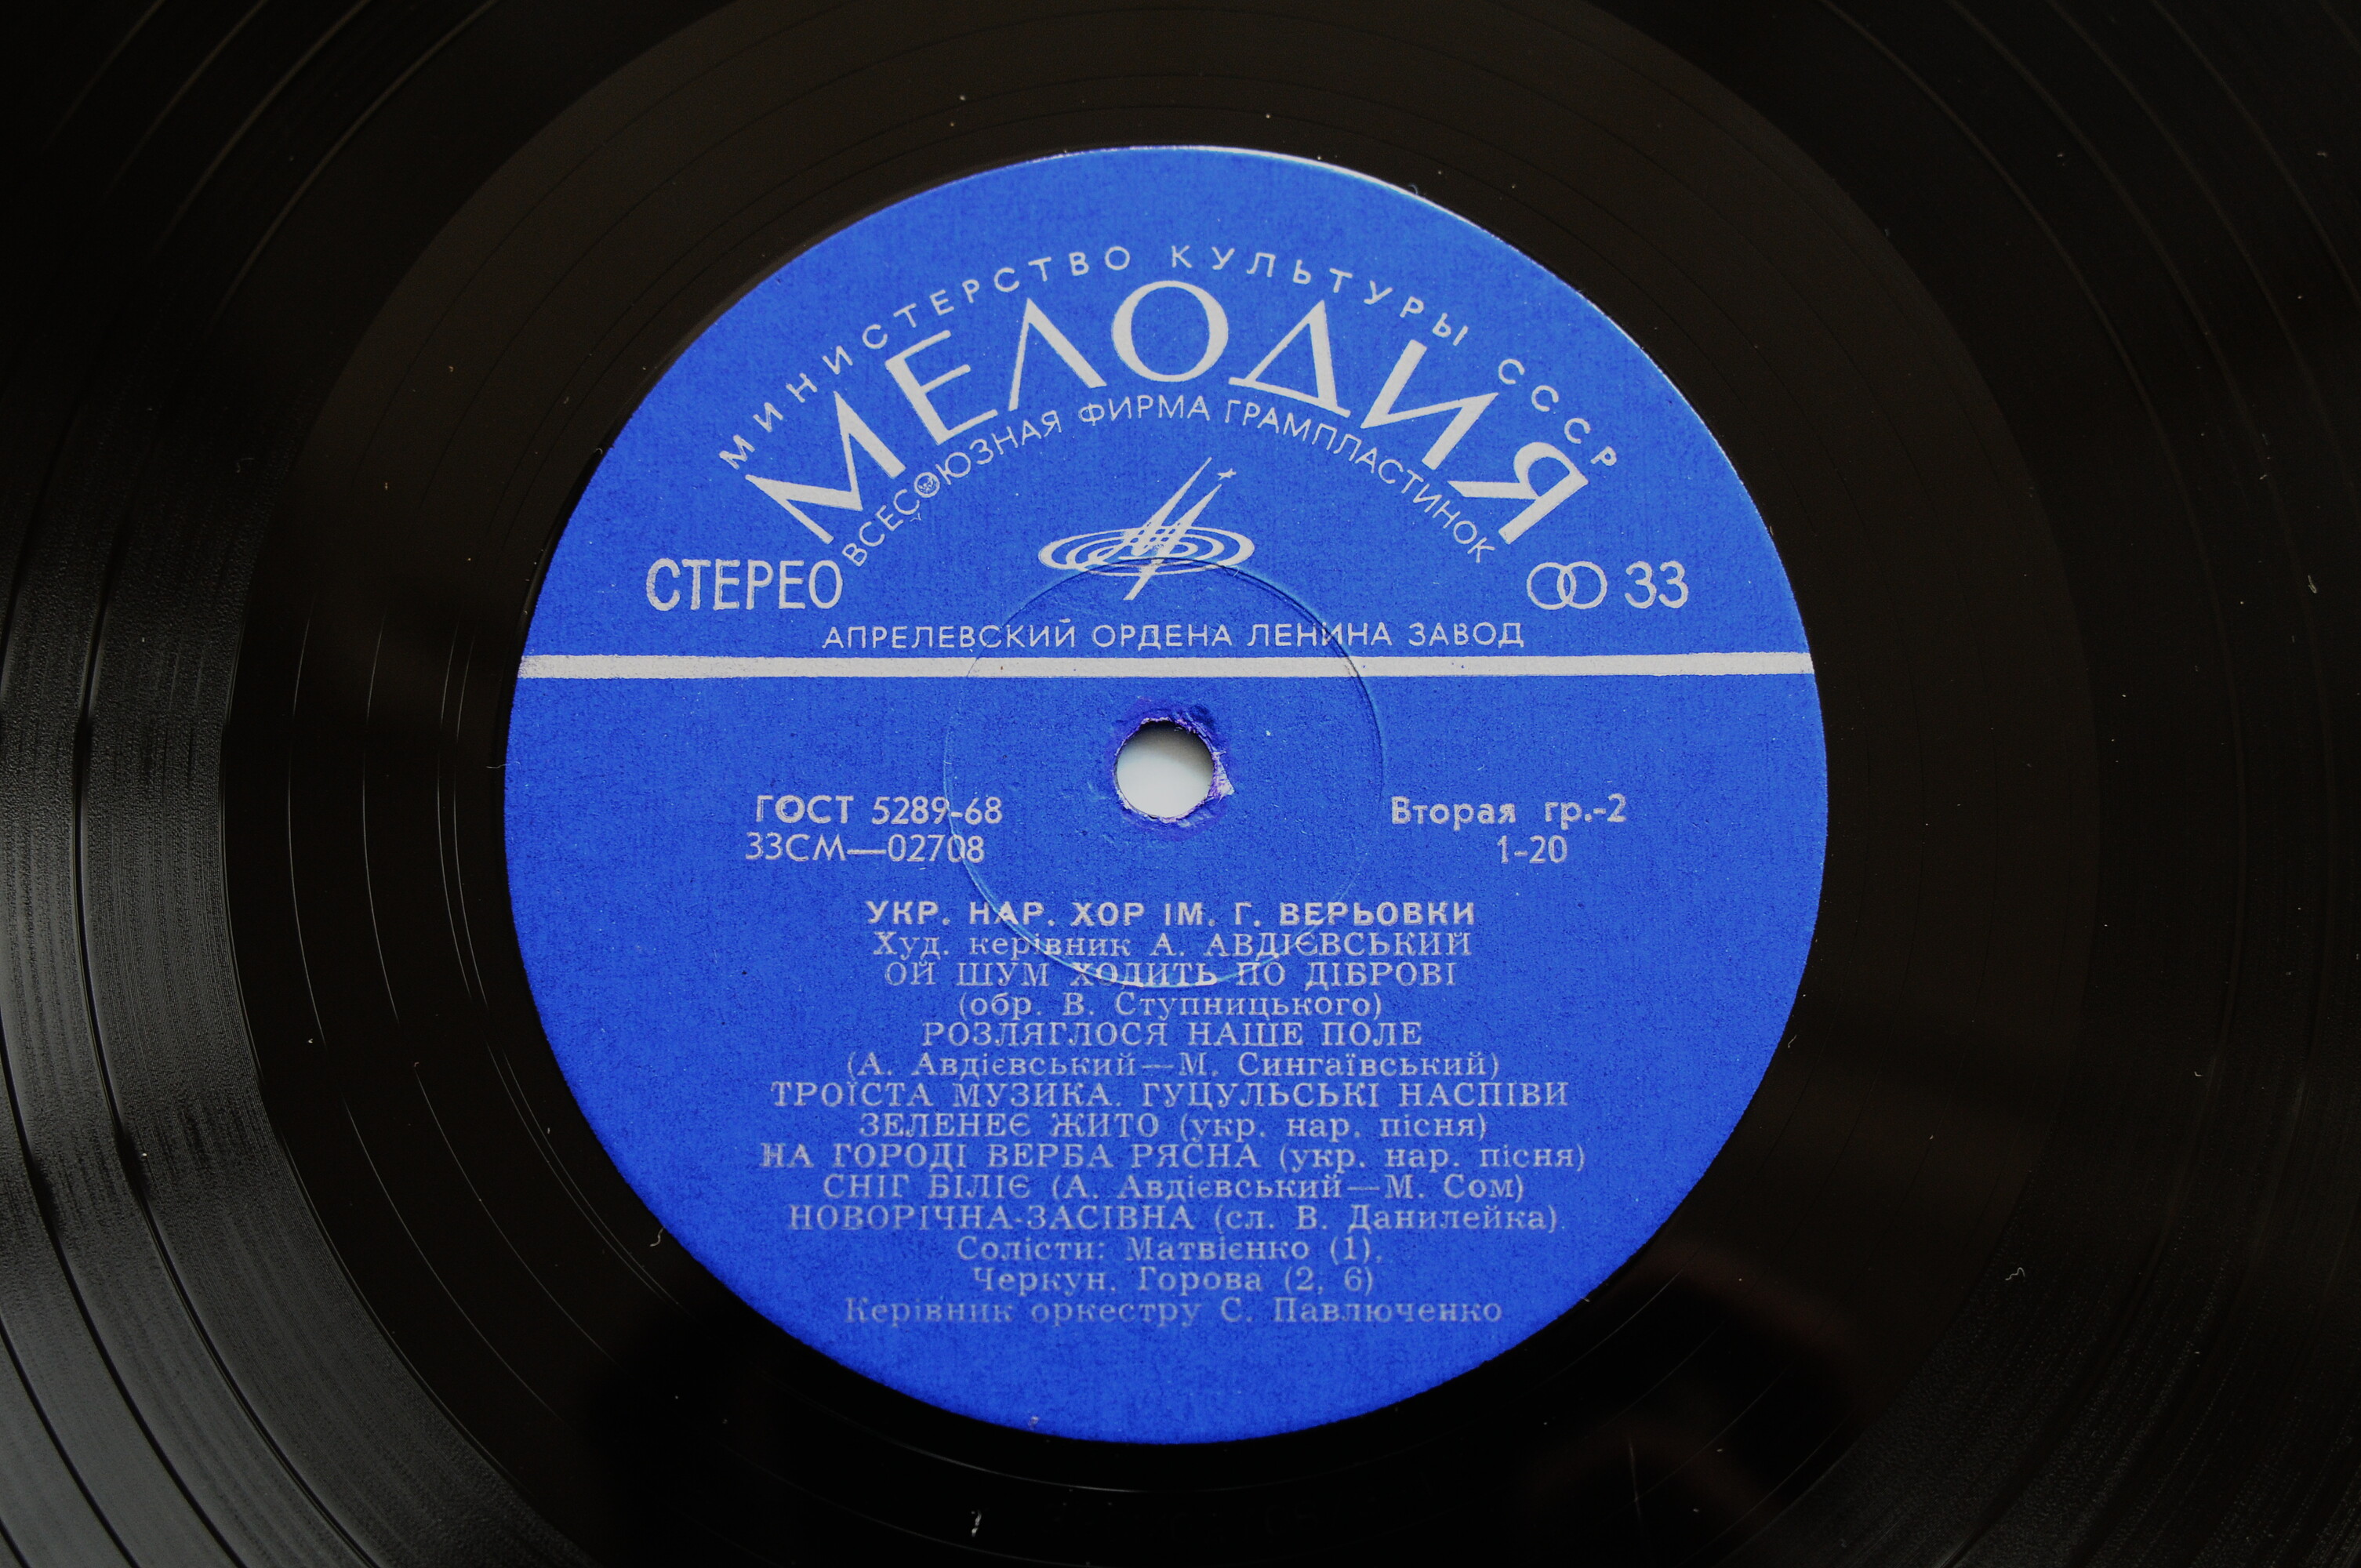 МИНИСТЕРСТВО КУЛЬТУРЫ СССР
МЕЛОДИЯ
ВСЕСОЮЗНАЯ ФИРМА ГРАМПЛАСТИНОК
СТЕРЕО 33
АПРЕЛЕВСКИЙ ОРДЕНА ЛЕНИНА ЗАВОД
ГОСТ 5289-68 Вторая гр.-2
33СМ—02708 1-20
УКР. НАР. ХОР ІМ. Г. ВЕРЬОВКИ
Худ. керівник А. АВДІЄВСЬКИЙ
ОЙ ШУМ ХОДИТЬ ПО ДІБРОВІ
(обр. В. Ступницького)
РОЗЛЯГЛОСЯ НАШЕ ПОЛЕ
(А. Авдієвський—М. Сингаївський)
ТРОЇСТА МУЗИКА. ГУЦУЛЬСЬКІ НАСПІВИ
ЗЕЛЕНЕЄ ЖИТО (укр. нар. пісня)
НА ГОРОДІ ВЕРБА РЯСНА (укр. нар. пісня)
СНІГ БІЛІЄ (А. Авдієвський—М. Сом)
НОВОРІЧНА-ЗАСІВНА (сл. В. Данилейка).
Солісти: Матвієнко (1),
Черкун, Горова (2, 6)
Керівник оркестру С. Павлюченко